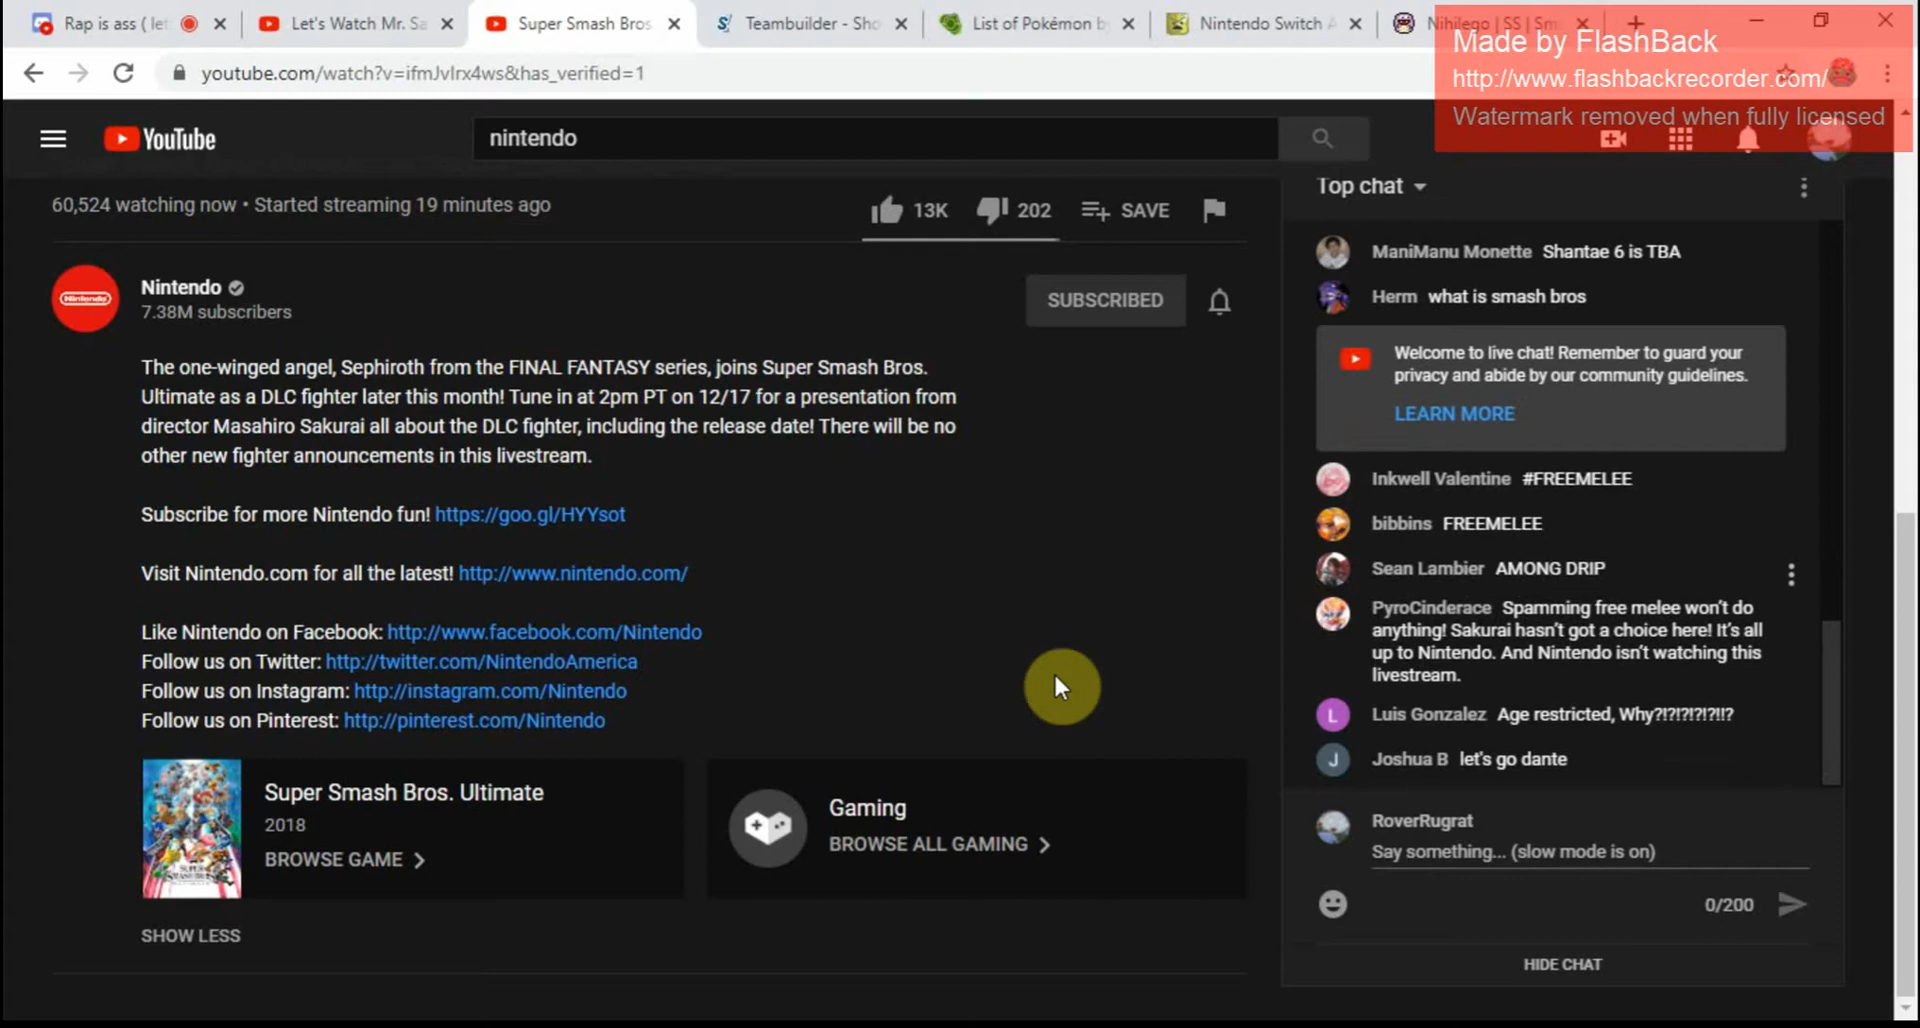 Rap is ass ( let
Let's Watch Mr. Sa
Super Smash Bros
Teambuilder - Sho
List of Pokémon b
Nintendo Switch
Nihilego | SS | Sm
Made by FlashBack
http://www.flashbackrecorder.com/
Watermark removed when fully licensed
youtube.com/watch?v=ifmJvlrx4ws&has_verified=1
YouTube
nintendo
60,524 watching now • Started streaming 19 minutes ago
13K
202
SAVE
Nintendo
Nintendo
7.38M subscribers
SUBSCRIBED
The one-winged angel, Sephiroth from the FINAL FANTASY series, joins Super Smash Bros.
Ultimate as a DLC fighter later this month! Tune in at 2pm PT on 12/17 for a presentation from
director Masahiro Sakurai all about the DLC fighter, including the release date! There will be no
other new fighter announcements in this livestream.
Subscribe for more Nintendo fun! https://goo.gl/HYYsot
Visit Nintendo.com for all the latest! http://www.nintendo.com/
Like Nintendo on Facebook: http://www.facebook.com/Nintendo
Follow us on Twitter: http://twitter.com/NintendoAmerica
Follow us on Instagram: http://instagram.com/Nintendo
Follow us on Pinterest: http://pinterest.com/Nintendo
Super Smash Bros. Ultimate
2018
BROWSE GAME
Gaming
BROWSE ALL GAMING
SHOW LESS
Top chat
ManiManu Monette Shantae 6 is TBA
Herm what is smash bros
Welcome to live chat! Remember to guard your
privacy and abide by our community guidelines.
LEARN MORE
Inkwell Valentine #FREEMELEE
bibbins FREEMELEE
Sean Lambier AMONG DRIP
PyroCinderace Spamming free melee won't do
anything! Sakurai hasn't got a choice here! It's all
up to Nintendo. And Nintendo isn't watching this
livestream.
L
Luis Gonzalez Age restricted, Why?!?!?!?!?!!?
J
Joshua B let's go dante
RoverRugrat
Say something... (slow mode is on)
0/200
HIDE CHAT